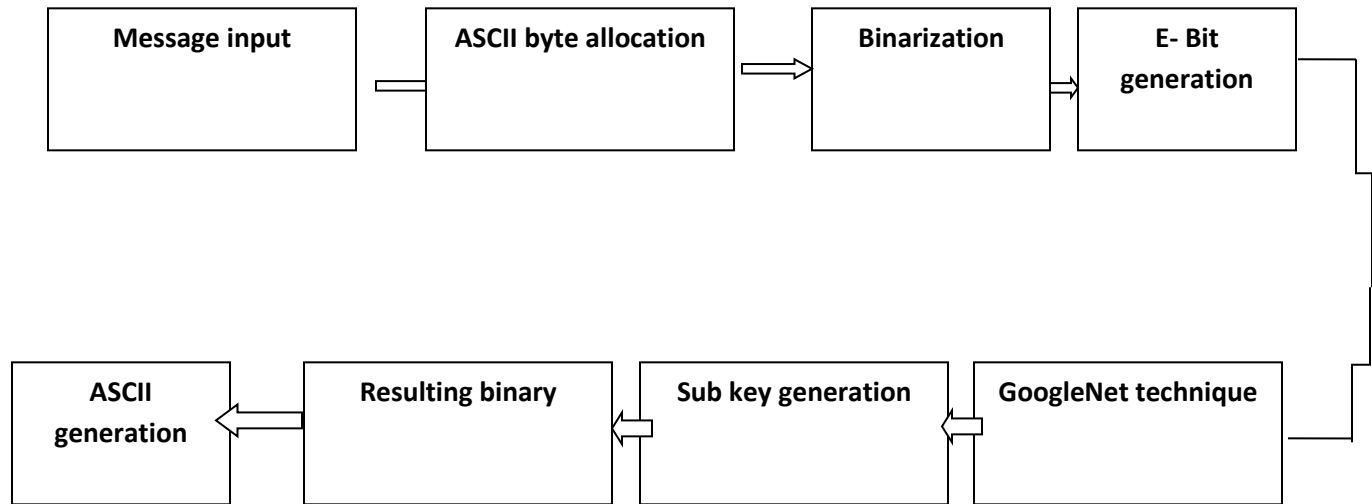 Message input
ASCII byte allocation
Binarization
E- Bit
generation
GoogleNet technique
Sub key generation
Resulting binary
ASCII
generation